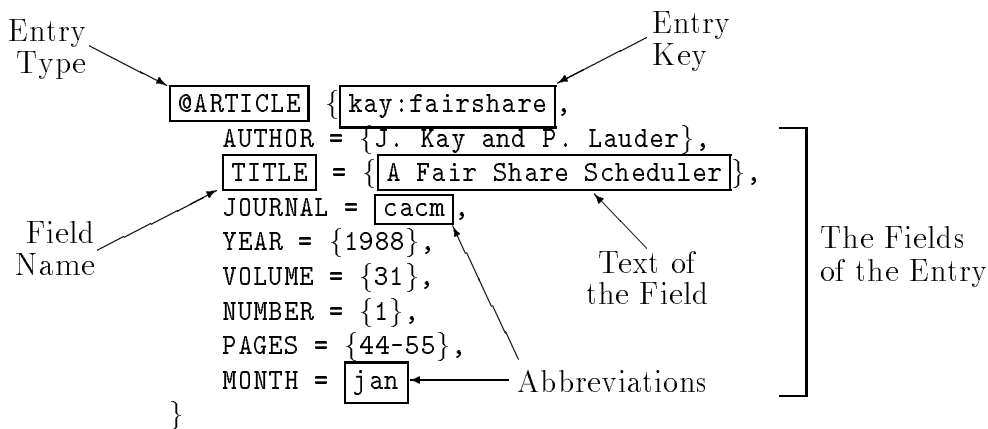 Entry
Type
Entry
Key
@ARTICLE {kay:fairshare,
AUTHOR = {J. Kay and P. Lauder},
TITLE = {A Fair Share Scheduler},
JOURNAL = cacm,
YEAR = {1988},
VOLUME = {31},
NUMBER = {1},
PAGES = {44-55},
MONTH = jan
}
Field
Name
Text of
the Field
Abbreviations
The Fields
of the Entry